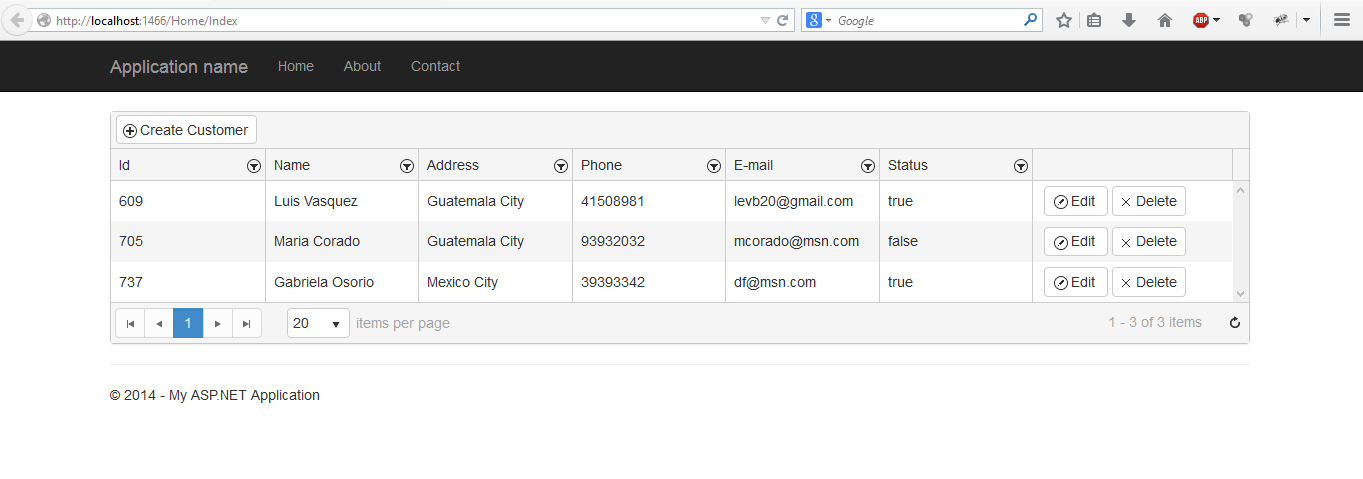 http://localhost:1466/Home/Index Google ABP
Application name Home About Contact
Create Customer
Id Name Address Phone E-mail Status
609 Luis Vasquez Guatemala City 41508981 levb20@gmail.com true Edit Delete
705 Maria Corado Guatemala City 93932032 mcorado@msn.com false Edit Delete
737 Gabriela Osorio Mexico City 39393342 df@msn.com true Edit Delete
1 20 items per page 1 - 3 of 3 items
© 2014 - My ASP.NET Application